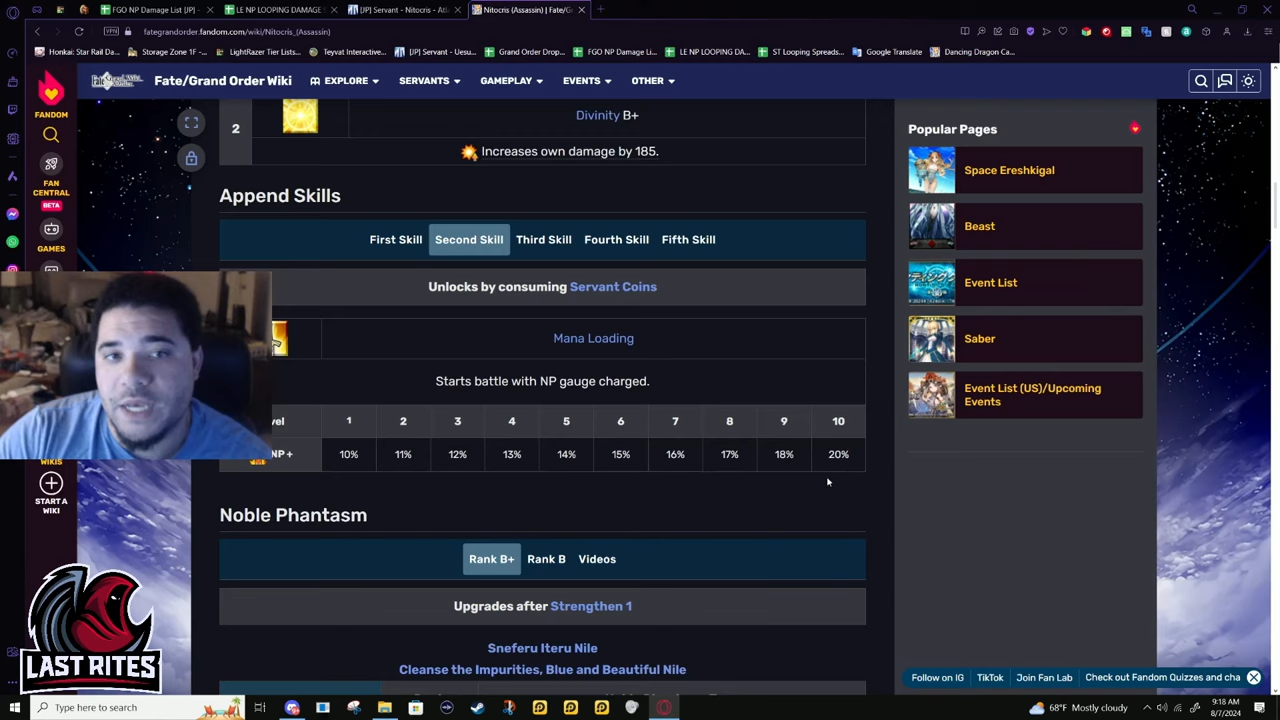 FGO NP Damage List [JP] -
LE NP LOOPING DAMAGE
[JP] Servant - Nitocris - Atl
Nitocris (Assassin) | Fate/G
VPN
fategrandorder.fandom.com/wiki/Nitocris_(Assassin)
Honkai: Star Rail Da...
Storage Zone 1F -...
LightRazer Tier Lists...
Teyvat Interactive...
[JP] Servant - Uesu...
Grand Order Drop...
FGO NP Damage Li...
LE NP LOOPING DA...
ST Looping Spreads...
Google Translate
Dancing Dragon Ca...
Fate/Grand Order Wiki
EXPLORE
SERVANTS
GAMEPLAY
EVENTS
OTHER
FANDOM
FAN
CENTRAL
BETA
GAMES
WIKIS
START A
WIKI
2
Divinity B+
Increases own damage by 185.
Append Skills
First Skill
Second Skill
Third Skill
Fourth Skill
Fifth Skill
Unlocks by consuming Servant Coins
Mana Loading
Starts battle with NP gauge charged.
vel
1
2
3
4
5
6
7
8
9
10
NP +
10%
11%
12%
13%
14%
15%
16%
17%
18%
20%
Noble Phantasm
Rank B+
Rank B
Videos
Upgrades after Strengthen 1
Sneferu Iteru Nile
Cleanse the Impurities, Blue and Beautiful Nile
Popular Pages
Space Ereshkigal
Beast
Event List
Saber
Event List (US)/Upcoming
Events
Follow on IG
TikTok
Join Fan Lab
Check out Fandom Quizzes and cha
LAST RITES
Type here to search
68°F Mostly cloudy
9:18 AM
8/7/2024